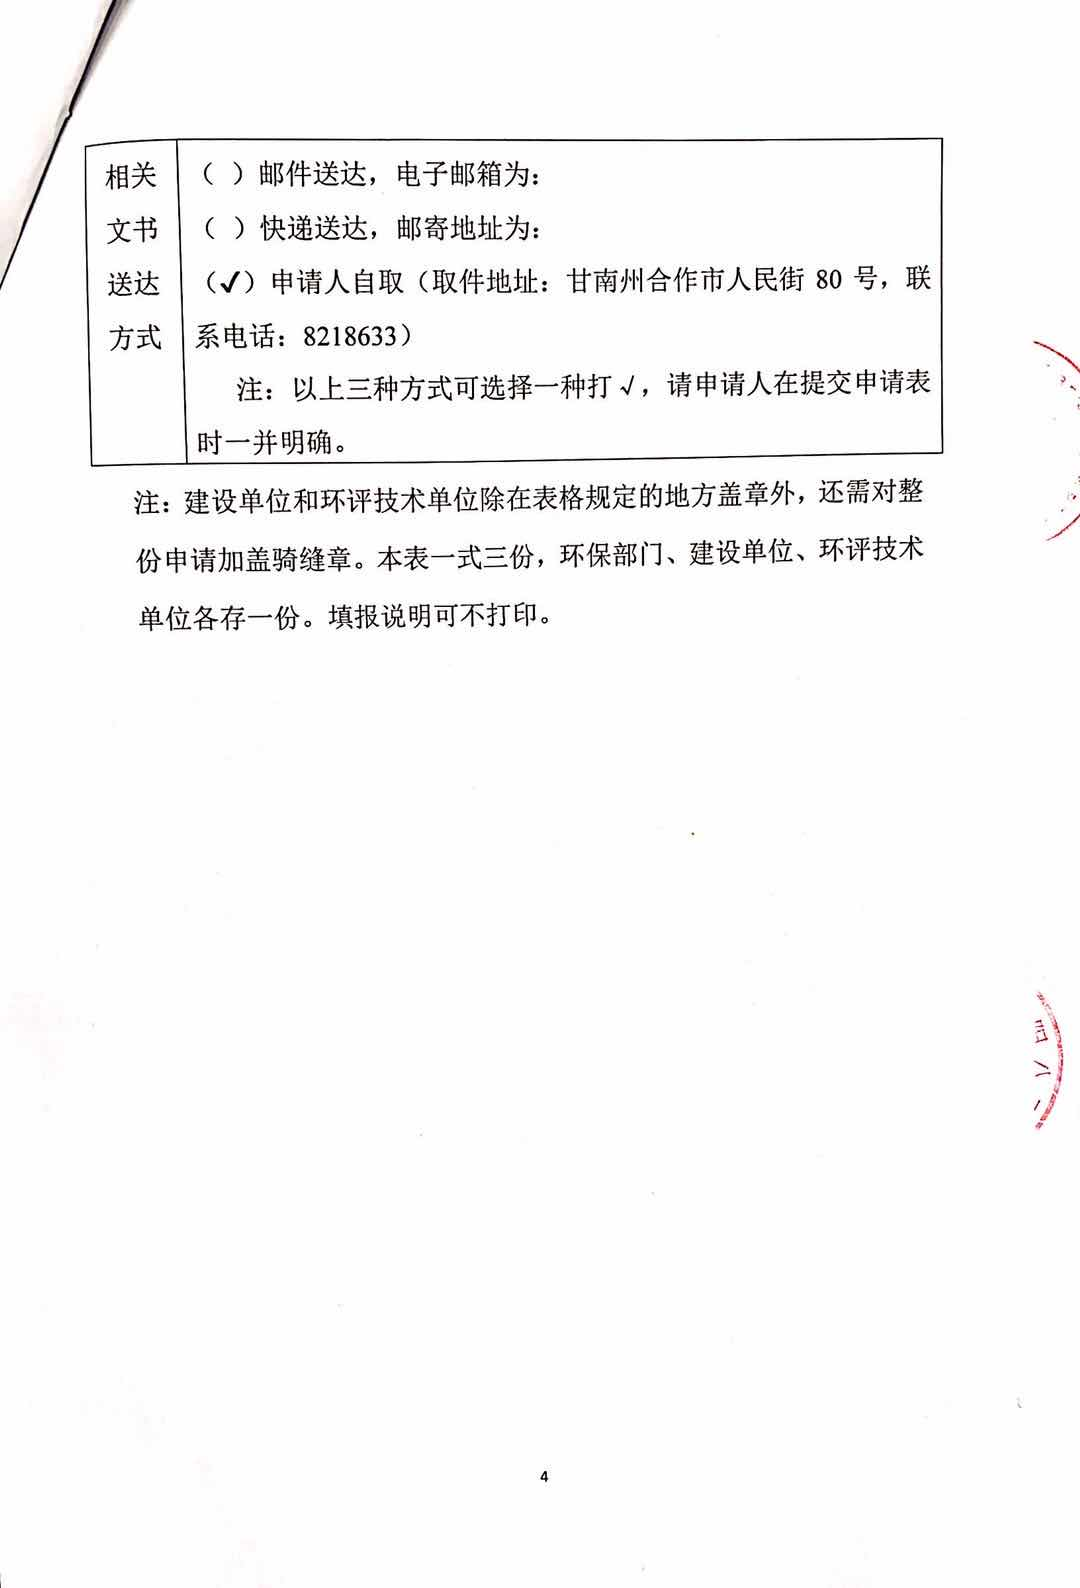 相关
文书
送达
方式
（ ）邮件送达，电子邮箱为：
（ ）快递送达，邮寄地址为：
（✓）申请人自取（取件地址：甘南州合作市人民街 80 号，联
系电话：8218633）
注：以上三种方式可选择一种打√，请申请人在提交申请表
时一并明确。
注：建设单位和环评技术单位除在表格规定的地方盖章外，还需对整
份申请加盖骑缝章。本表一式三份，环保部门、建设单位、环评技术
单位各存一份。填报说明可不打印。
4